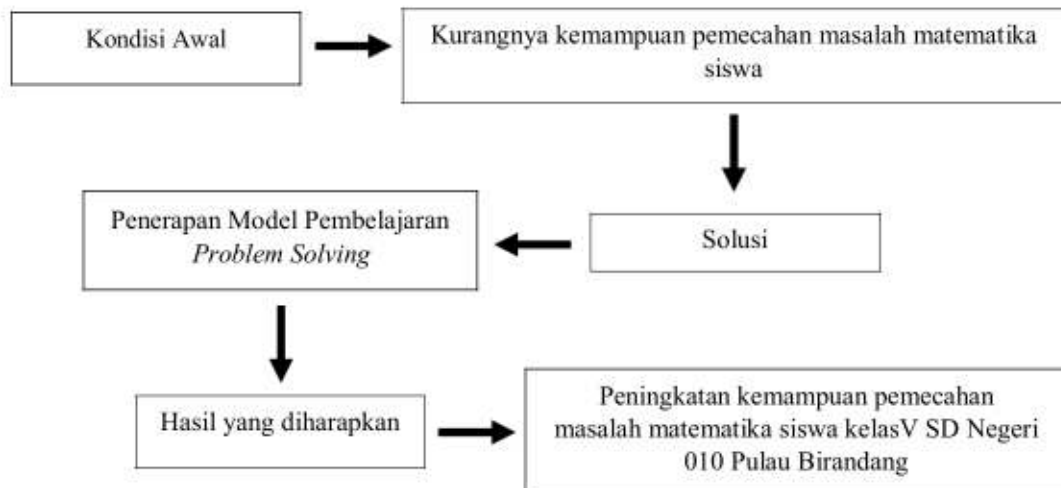 Kondisi Awal
Kurangnya kemampuan pemecahan masalah matematika
siswa
Solusi
Penerapan Model Pembelajaran
Problem Solving
Hasil yang diharapkan
Peningkatan kemampuan pemecahan
masalah matematika siswa kelasV SD Negeri
010 Pulau Birandang